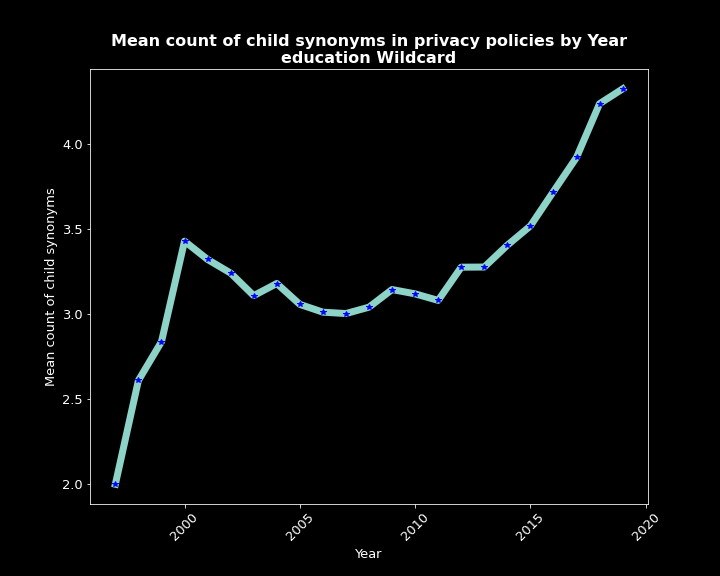 Mean count of child synonyms in privacy policies by Year
education Wildcard
Mean count of child synonyms
4.0
3.5
3.0
2.5
2.0
2000
2005
2010
2015
2020
Year